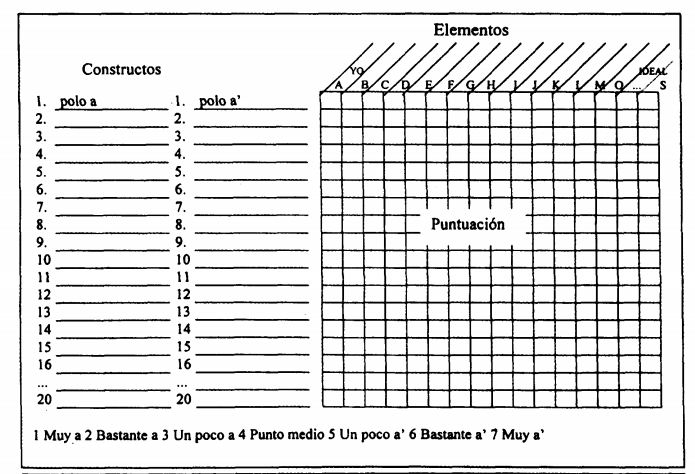 Elementos
Constructos
YO IDEAL
A B C D E F G H I J K L M O ... S
1. polo a 1. polo a'
2. 2.
3. 3.
4. 4.
5. 5.
6. 6.
7. 7.
8. 8.
Puntuación
9. 9.
10 10
11 11
12 12
13 13
14 14
15 15
16 16
... ...
20 20
1 Muy a 2 Bastante a 3 Un poco a 4 Punto medio 5 Un poco a' 6 Bastante a' 7 Muy a'